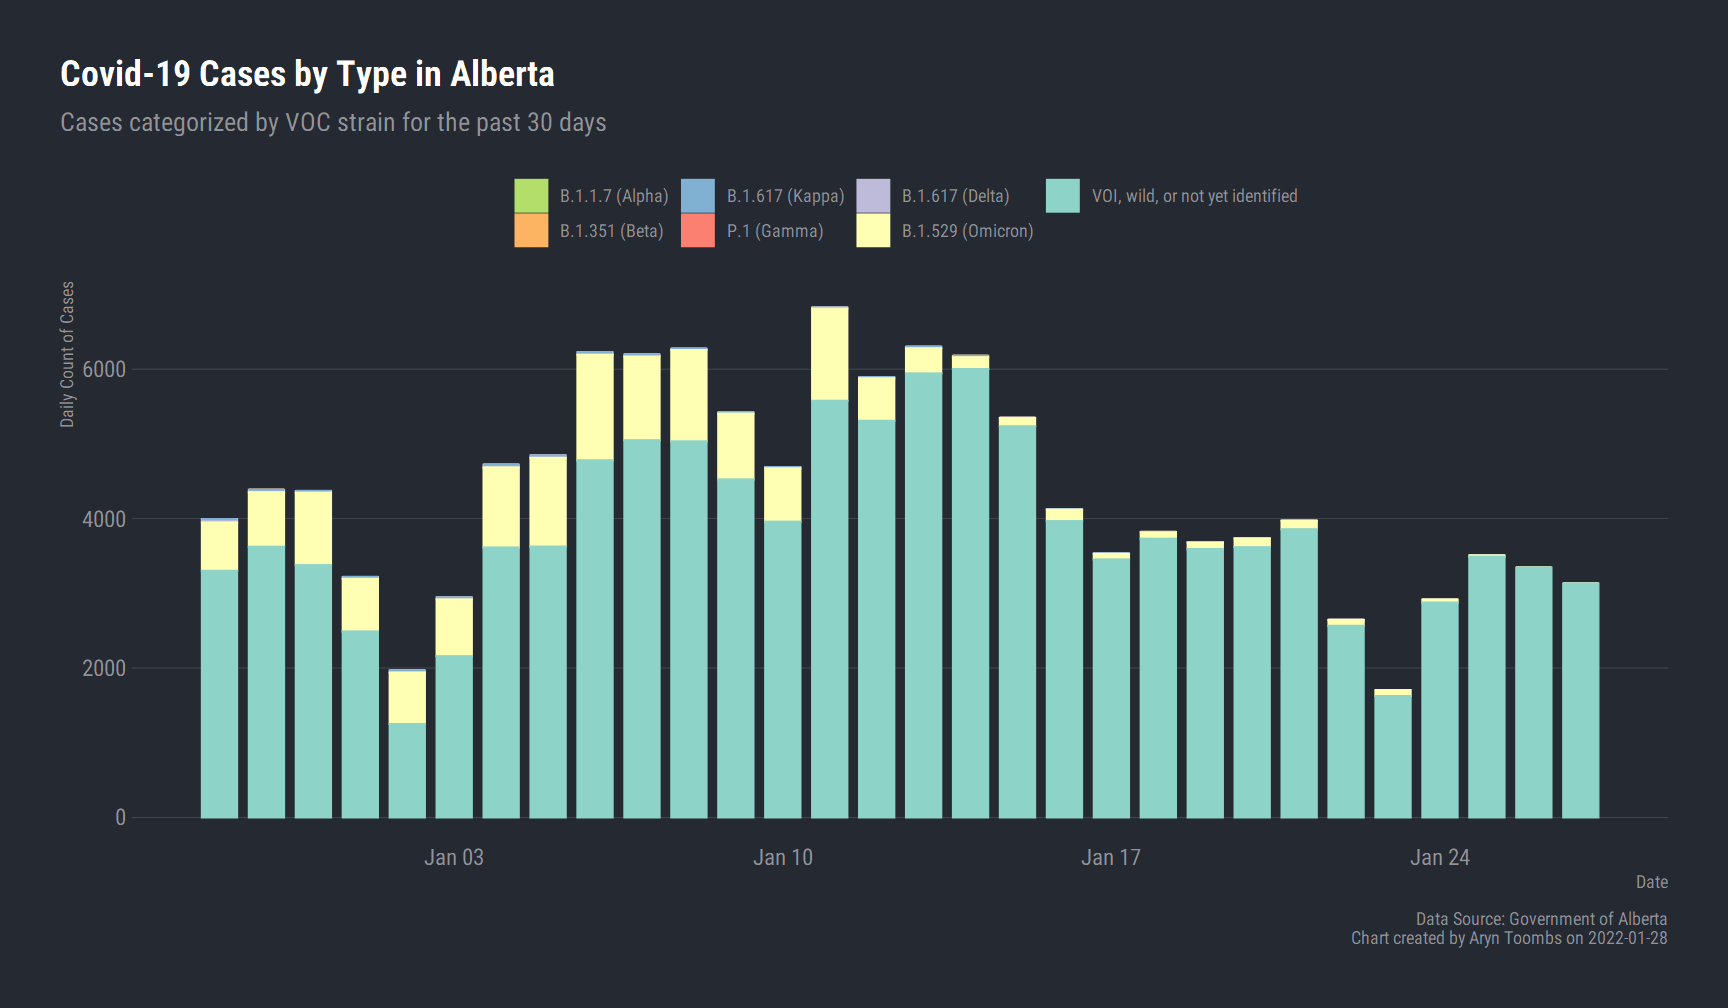 Covid-19 Cases by Type in Alberta
Cases categorized by VOC strain for the past 30 days
B.1.1.7 (Alpha) B.1.617 (Kappa) B.1.617 (Delta) VOI, wild, or not yet identified
B.1.351 (Beta) P.1 (Gamma) B.1.529 (Omicron)
Daily Count of Cases
6000
4000
2000
0
Jan 03 Jan 10 Jan 17 Jan 24
Date
Data Source: Government of Alberta
Chart created by Aryn Toombs on 2022-01-28